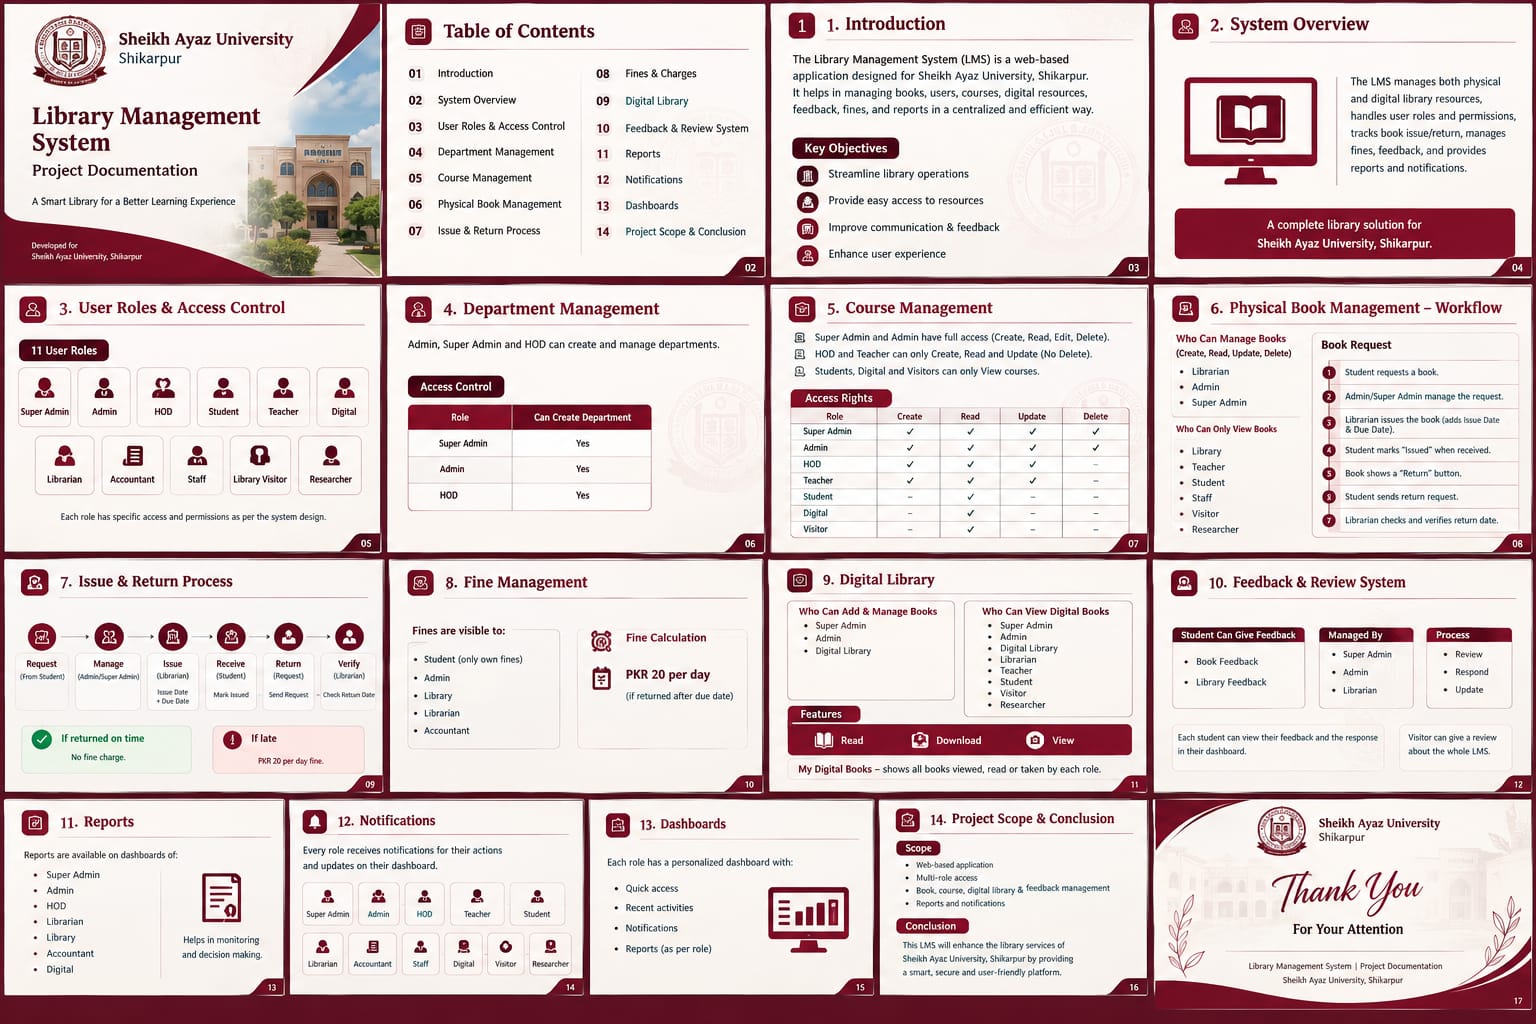 Sheikh Ayaz University
Shikarpur
Library Management
System
Project Documentation
A Smart Library for a Better Learning Experience
Developed for
Sheikh Ayaz University, Shikarpur
Table of Contents
01 Introduction
02 System Overview
03 User Roles & Access Control
04 Department Management
05 Course Management
06 Physical Book Management
07 Issue & Return Process
08 Fines & Charges
09 Digital Library
10 Feedback & Review System
11 Reports
12 Notifications
13 Dashboards
14 Project Scope & Conclusion
02
1 1. Introduction
The Library Management System (LMS) is a web-based
application designed for Sheikh Ayaz University, Shikarpur.
It helps in managing books, users, courses, digital resources,
feedback, fines, and reports in a centralized and efficient way.
Key Objectives
Streamline library operations
Provide easy access to resources
Improve communication & feedback
Enhance user experience
03
2. System Overview
The LMS manages both physical
and digital library resources,
handles user roles and permissions,
tracks book issue/return, manages
fines, feedback, and provides
reports and notifications.
A complete library solution for
Sheikh Ayaz University, Shikarpur.
04
3. User Roles & Access Control
11 User Roles
Super Admin Admin HOD Student Teacher Digital
Librarian Accountant Staff Library Visitor Researcher
Each role has specific access and permissions as per the system design.
05
4. Department Management
Admin, Super Admin and HOD can create and manage departments.
Access Control
Role Can Create Department
Super Admin Yes
Admin Yes
HOD Yes
06
5. Course Management
Super Admin and Admin have full access (Create, Read, Edit, Delete).
HOD and Teacher can only Create, Read and Update (No Delete).
Students, Digital and Visitors can only View courses.
Access Rights
Role Create Read Update Delete
Super Admin ✓ ✓ ✓ ✓
Admin ✓ ✓ ✓ ✓
HOD ✓ ✓ ✓ –
Teacher ✓ ✓ ✓ –
Student – ✓ – –
Digital – ✓ – –
Visitor – ✓ – –
07
6. Physical Book Management – Workflow
Who Can Manage Books
(Create, Read, Update, Delete)
• Librarian
• Admin
• Super Admin
Who Can Only View Books
• Library
• Teacher
• Student
• Staff
• Visitor
• Researcher
Book Request
1 Student requests a book.
2 Admin/Super Admin manage the request.
3 Librarian issues the book (adds Issue Date
& Due Date).
4 Student marks "Issued" when received.
5 Book shows a "Return" button.
Student sends return request.
7 Librarian checks and verifies return date.
08
7. Issue & Return Process
Request Manage Issue Receive Return Verify
(From Student) (Admin/Super Admin) (Librarian) (Student) (Request) (Librarian)
Issue Date
+ Due Date
Mark Issued Send Request – Check Return Date
If returned on time
No fine charge.
If late
PKR 20 per day fine.
09
8. Fine Management
Fines are visible to:
• Student (only own fines)
• Admin
• Library
• Librarian
• Accountant
Fine Calculation
PKR 20 per day
(if returned after due date)
10
9. Digital Library
Who Can Add & Manage Books
• Super Admin
• Admin
• Digital Library
Who Can View Digital Books
• Super Admin
• Admin
• Digital Library
• Librarian
• Teacher
• Student
• Visitor
• Researcher
Features
Read Download View
My Digital Books – shows all books viewed, read or taken by each role.
11
10. Feedback & Review System
Student Can Give Feedback
• Book Feedback
• Library Feedback
Managed By
• Super Admin
• Admin
• Librarian
Process
• Review
• Respond
• Update
Each student can view their feedback and the response
in their dashboard.
Visitor can give a review
about the whole LMS.
12
11. Reports
Reports are available on dashboards of:
• Super Admin
• Admin
• HOD
• Librarian
• Library
• Accountant
• Digital
Helps in monitoring
and decision making.
13
12. Notifications
Every role receives notifications for their actions
and updates on their dashboard.
Super Admin Admin HOD Teacher Student
Librarian Accountant Staff Digital Visitor Researcher
14
13. Dashboards
Each role has a personalized dashboard with:
• Quick access
• Recent activities
• Notifications
• Reports (as per role)
15
14. Project Scope & Conclusion
Scope
• Web-based application
• Multi-role access
• Book, course, digital library & feedback management
• Reports and notifications
Conclusion
This LMS will enhance the library services of
Sheikh Ayaz University, Shikarpur by providing
a smart, secure and user-friendly platform.
16
Sheikh Ayaz University
Shikarpur
Thank You
For Your Attention
Library Management System | Project Documentation
Sheikh Ayaz University, Shikarpur
17